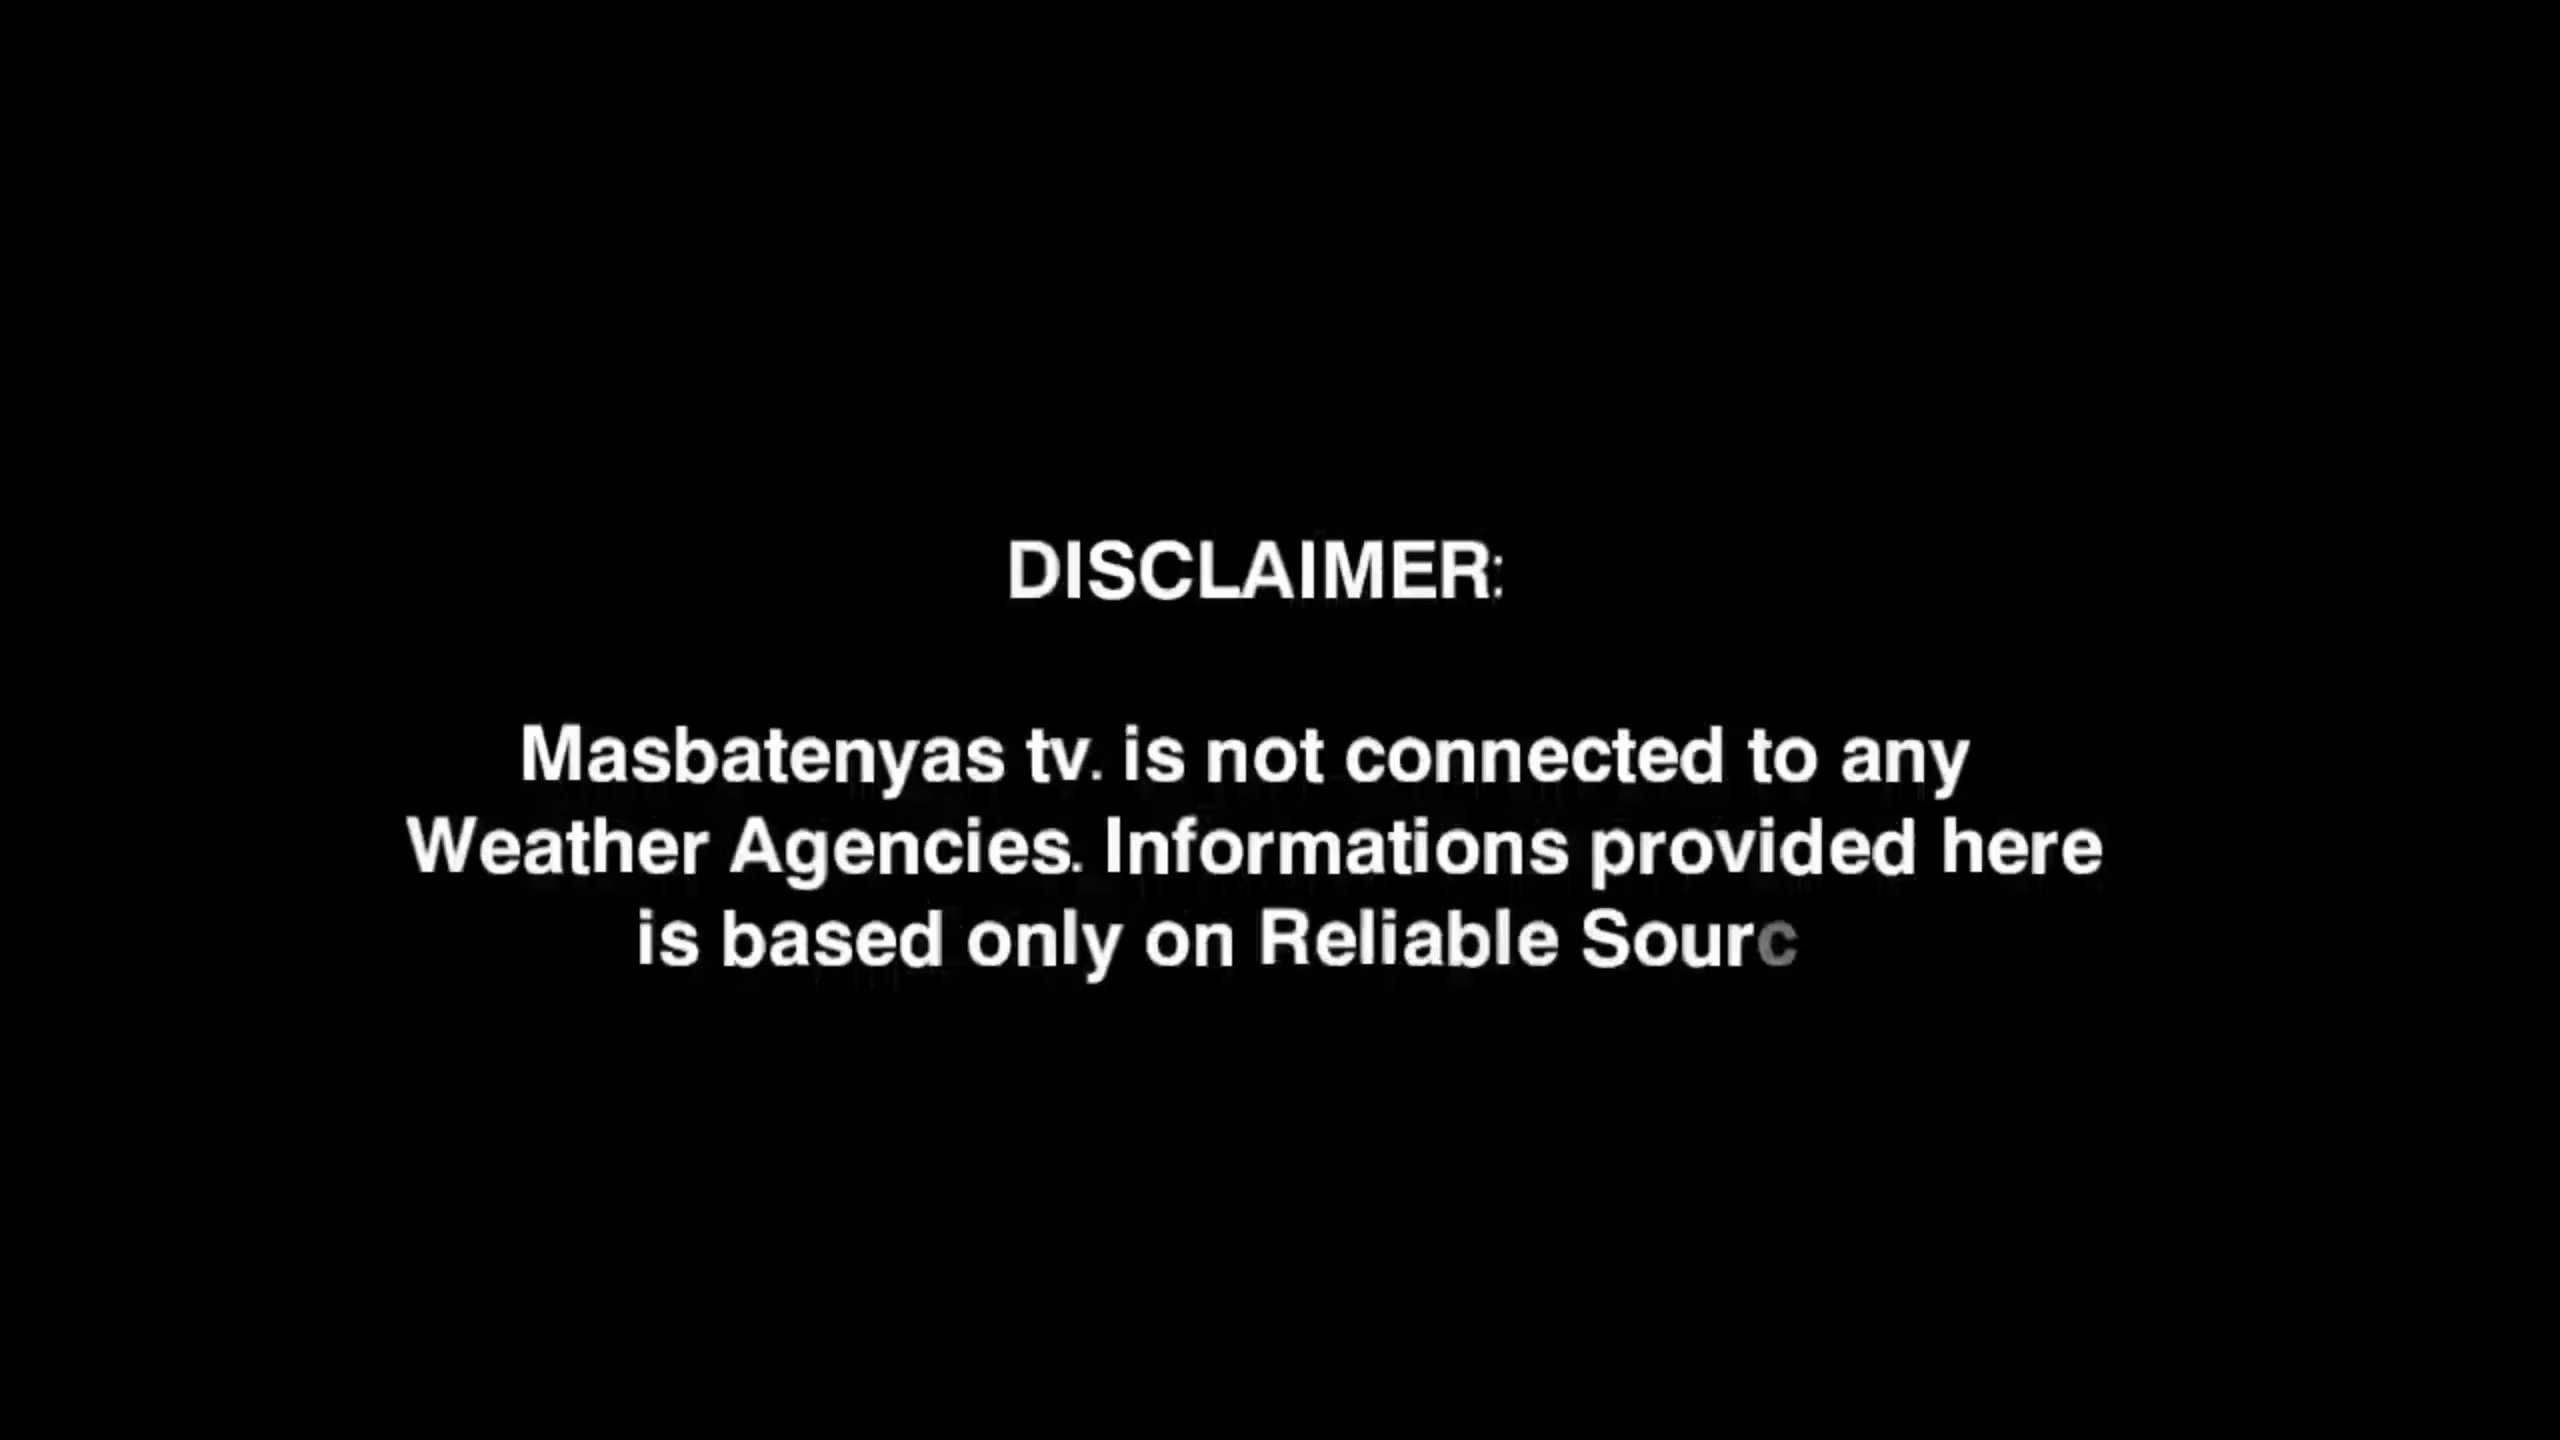 DISCLAIMER:
Masbatenyas tv. is not connected to any
Weather Agencies. Informations provided here
is based only on Reliable Sourc